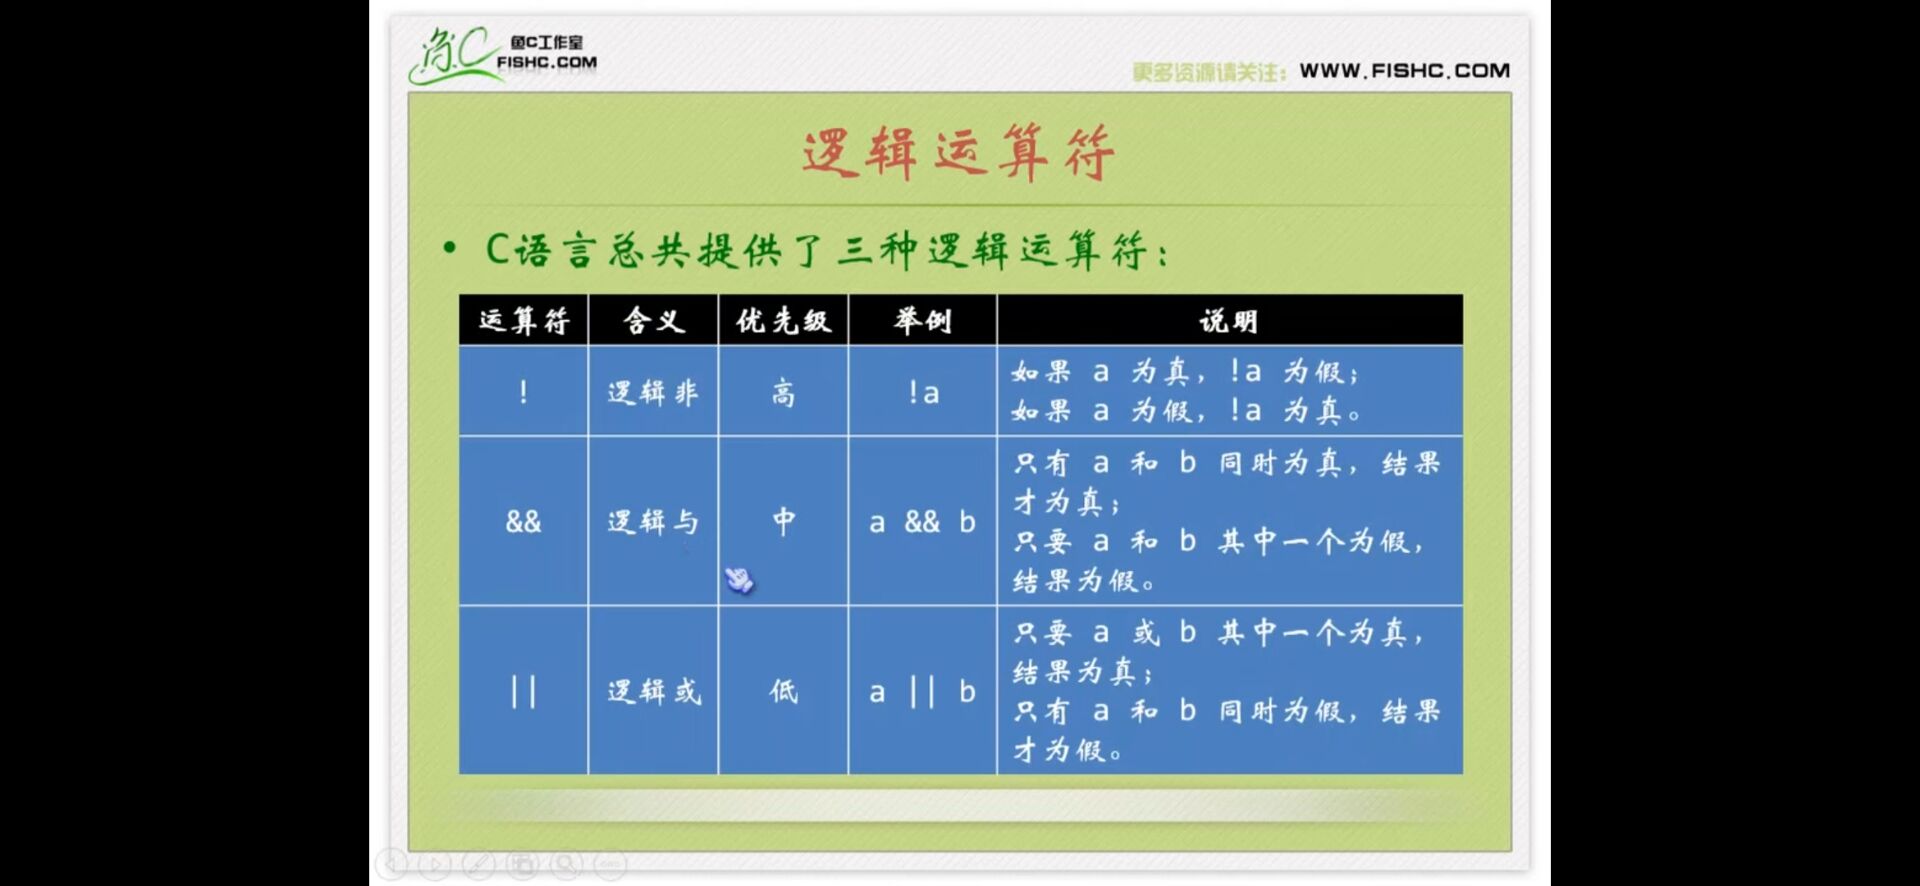 鱼C工作室
FISHC.COM
更多资源请关注: WWW.FISHC.COM
逻辑运算符
• C语言总共提供了三种逻辑运算符:
运算符 含义 优先级 举例 说明
! 逻辑非 高 !a
如果 a 为真, !a 为假;
如果 a 为假, !a 为真。
&& 逻辑与 中 a && b
只有 a 和 b 同时为真, 结果
才为真;
只要 a 和 b 其中一个为假,
结果为假。
|| 逻辑或 低 a || b
只要 a 或 b 其中一个为真,
结果为真;
只有 a 和 b 同时为假, 结果
才为假。